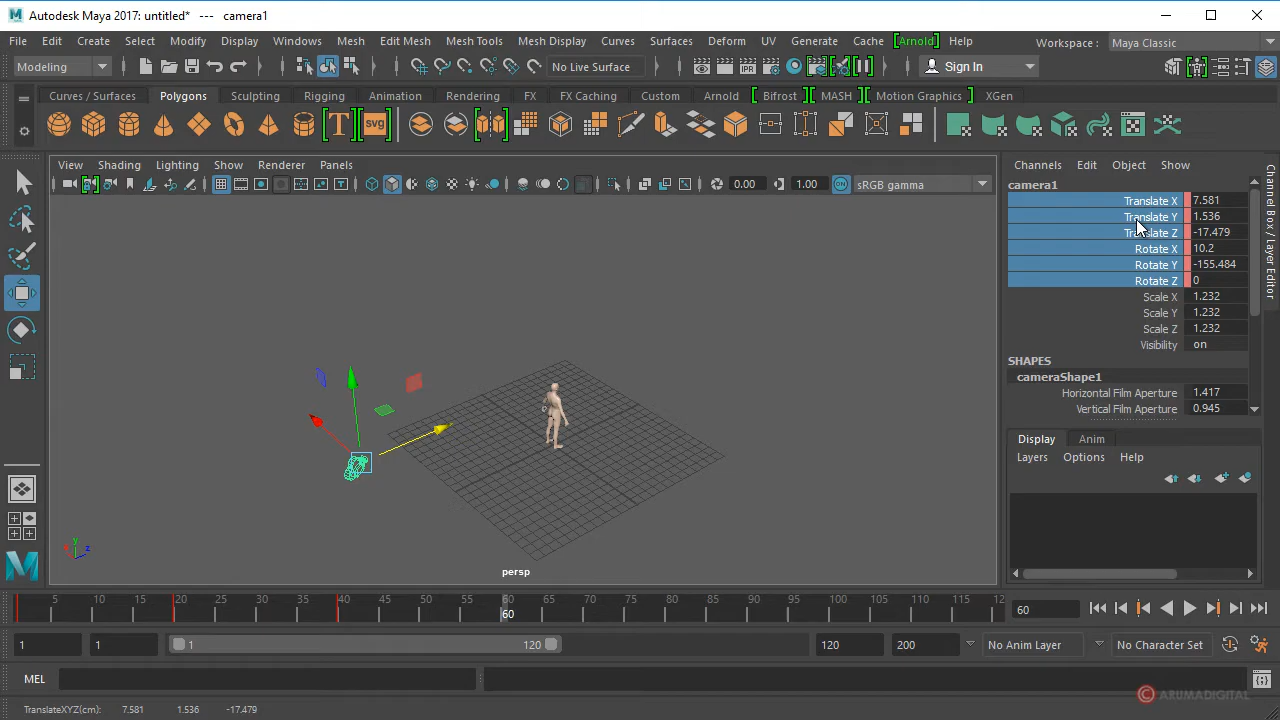 Autodesk Maya 2017: untitled*   ---   camera1
File Edit Create Select Modify Display Windows Mesh Edit Mesh Mesh Tools Mesh Display Curves Surfaces Deform UV Generate Cache [Arnold] Help Workspace : Maya Classic
Modeling No Live Surface IPR Sign In
Curves / Surfaces Polygons Sculpting Rigging Animation Rendering FX FX Caching Custom Arnold Bifrost MASH Motion Graphics XGen
T svg
View Shading Lighting Show Renderer Panels
0.00 1.00 ON sRGB gamma
Channels Edit Object Show
camera1
Translate X 7.581
Translate Y 1.536
Translate Z -17.479
Rotate X 10.2
Rotate Y -155.484
Rotate Z 0
Scale X 1.232
Scale Y 1.232
Scale Z 1.232
Visibility on
SHAPES
cameraShape1
Horizontal Film Aperture 1.417
Vertical Film Aperture 0.945
Channel Box / Layer Editor
Display Anim
Layers Options Help
y
x z
persp
5 10 15 20 25 30 35 40 45 50 55 60 65 70 75 80 85 90 95 100 105 110 115 12
60
60
1 1 1 120 120 200 No Anim Layer No Character Set
MEL
TranslateXYZ(cm): 7.581 1.536 -17.479
© ARUMADIGITAL